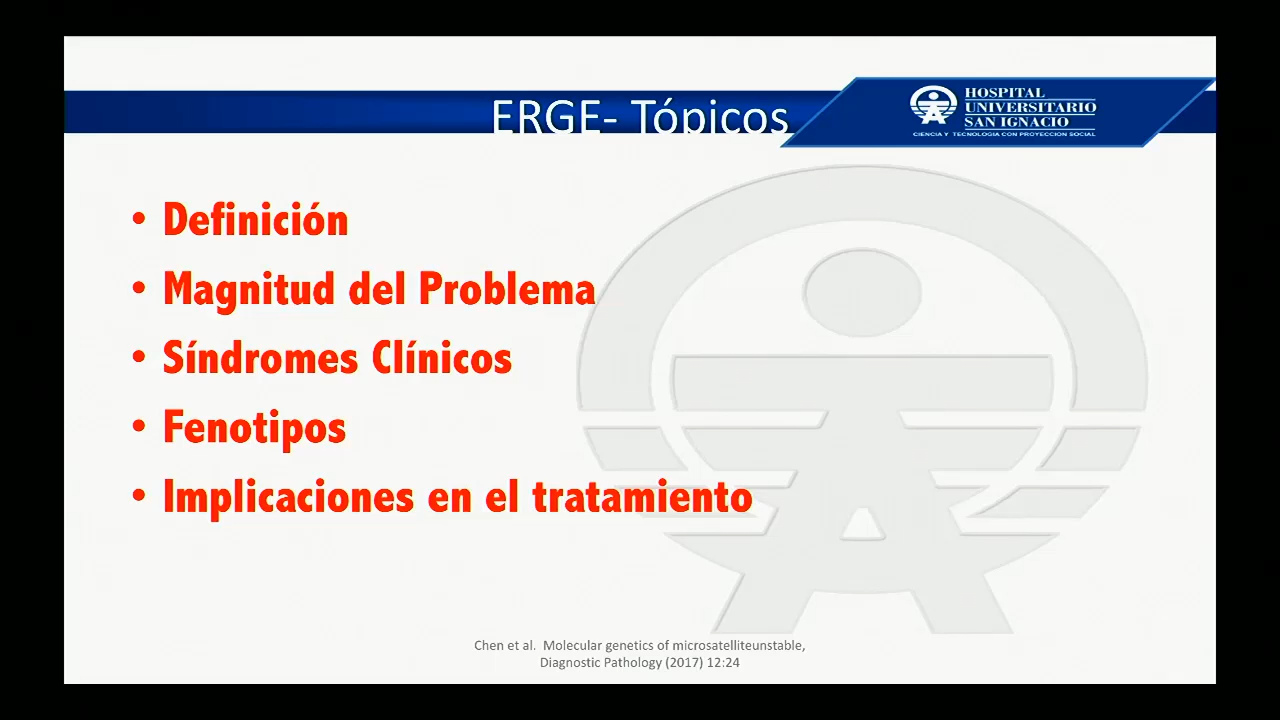 ERGE- Tópicos
HOSPITAL
UNIVERSITARIO
SAN IGNACIO
CIENCIA Y TECNOLOGIA CON PROYECCION SOCIAL
• Definición
• Magnitud del Problema
• Síndromes Clínicos
• Fenotipos
• Implicaciones en el tratamiento
Chen et al. Molecular genetics of microsatelliteunstable,
Diagnostic Pathology (2017) 12:24